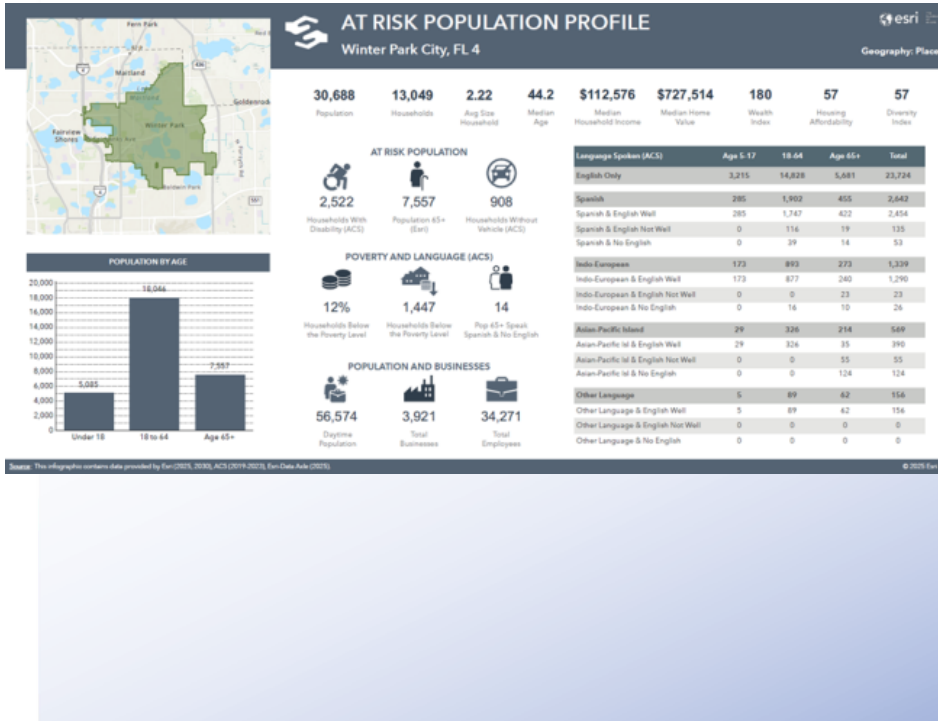 AT RISK POPULATION PROFILE
Winter Park City, FL 4
esri
Geography: Place
Fern Park
Maitland
Goldenrod
Winter Park
Fairview
Shores
Baldwin Park
30,688
Population
13,049
Households
2.22
Avg Size
Household
44.2
Median
Age
$112,576
Median
Household Income
$727,514
Median Home
Value
180
Wealth
Index
57
Housing
Affordability
57
Diversity
Index
AT RISK POPULATION
2,522
Households With
Disability (ACS)
7,557
Population 65+
(Esri)
908
Households Without
Vehicle (ACS)
POVERTY AND LANGUAGE (ACS)
12%
Households Below
the Poverty Level
1,447
Households Below
the Poverty Level
14
Pop 65+ Speak
Spanish & No English
POPULATION AND BUSINESSES
56,574
Daytime
Population
3,921
Total
Businesses
34,271
Total
Employees
POPULATION BY AGE
20,000
18,000
16,000
14,000
12,000
10,000
8,000
6,000
4,000
2,000
0
5,085
18,046
7,557
Under 18
18 to 64
Age 65+
Language Spoken (ACS) Age 5-17 18-64 Age 65+ Total
English Only 3,215 14,828 5,681 23,724
Spanish 285 1,902 455 2,642
Spanish & English Well 285 1,747 422 2,454
Spanish & English Not Well 0 116 19 135
Spanish & No English 0 39 14 53
Indo-European 173 893 273 1,339
Indo-European & English Well 173 877 240 1,290
Indo-European & English Not Well 0 0 23 23
Indo-European & No English 0 16 10 26
Asian-Pacific Island 29 326 214 569
Asian-Pacific Isl & English Well 29 326 35 390
Asian-Pacific Isl & English Not Well 0 0 55 55
Asian-Pacific Isl & No English 0 0 124 124
Other Language 5 89 62 156
Other Language & English Well 5 89 62 156
Other Language & English Not Well 0 0 0 0
Other Language & No English 0 0 0 0
Source: This infographic contains data provided by Esri (2025, 2030), ACS (2019-2023), Esri-Data Axle (2025).
© 2025 Esri